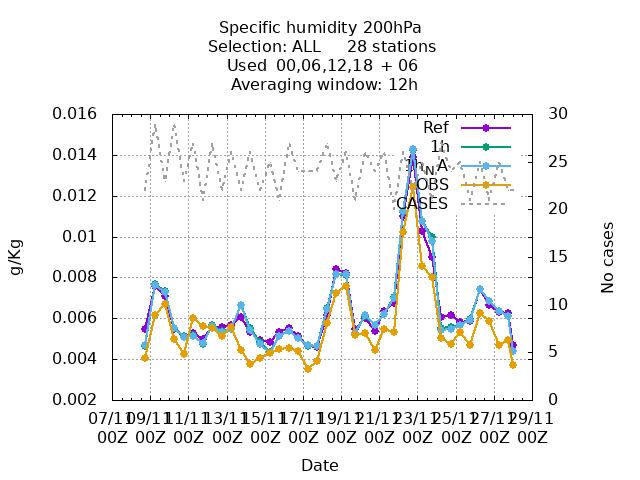 Specific humidity 200hPa
Selection: ALL     28 stations
Used  00,06,12,18  + 06
Averaging window: 12h
0.016
0.014
0.012
0.01
0.008
0.006
0.004
0.002
g/Kg
30
25
20
15
10
5
0
No cases
Ref
1h
1h_N A
OBS
CASES
07/11 09/11 11/11 13/11 15/11 17/11 19/11 21/11 23/11 25/11 27/11 29/11
00Z 00Z 00Z 00Z 00Z 00Z 00Z 00Z 00Z 00Z 00Z 00Z
Date